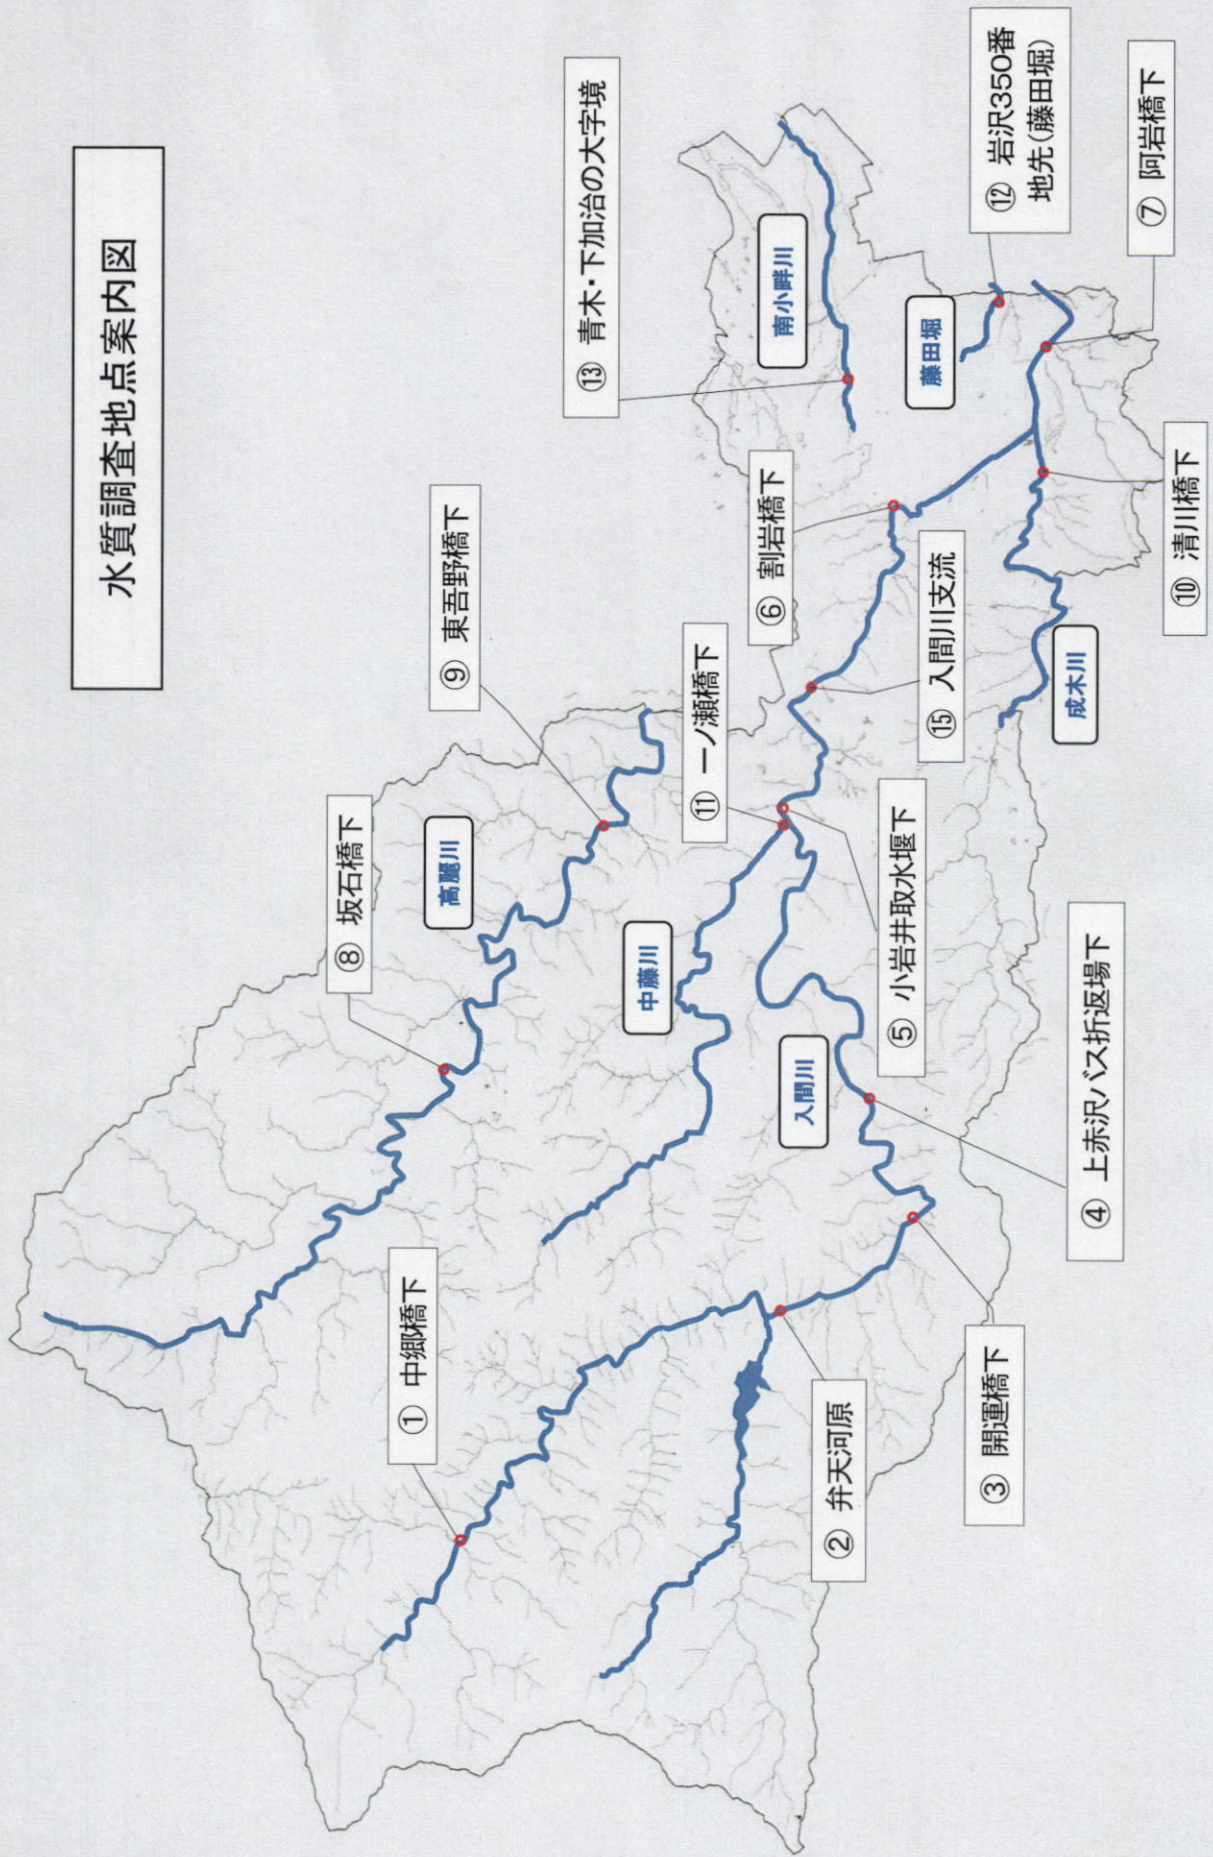 水質調査地点案内図
① 中郷橋下
② 弁天河原
③ 開運橋下
④ 上赤沢バス折返場下
⑤ 小岩井取水堰下
⑥ 割岩橋下
⑦ 阿岩橋下
⑧ 坂石橋下
⑨ 東吾野橋下
⑩ 清川橋下
⑪ 一ノ瀬橋下
⑫ 岩沢350番
地先(藤田堀)
⑬ 青木・下加治の大字境
⑮ 入間川支流
高麗川
中藤川
入間川
南小畔川
藤田堀
成木川